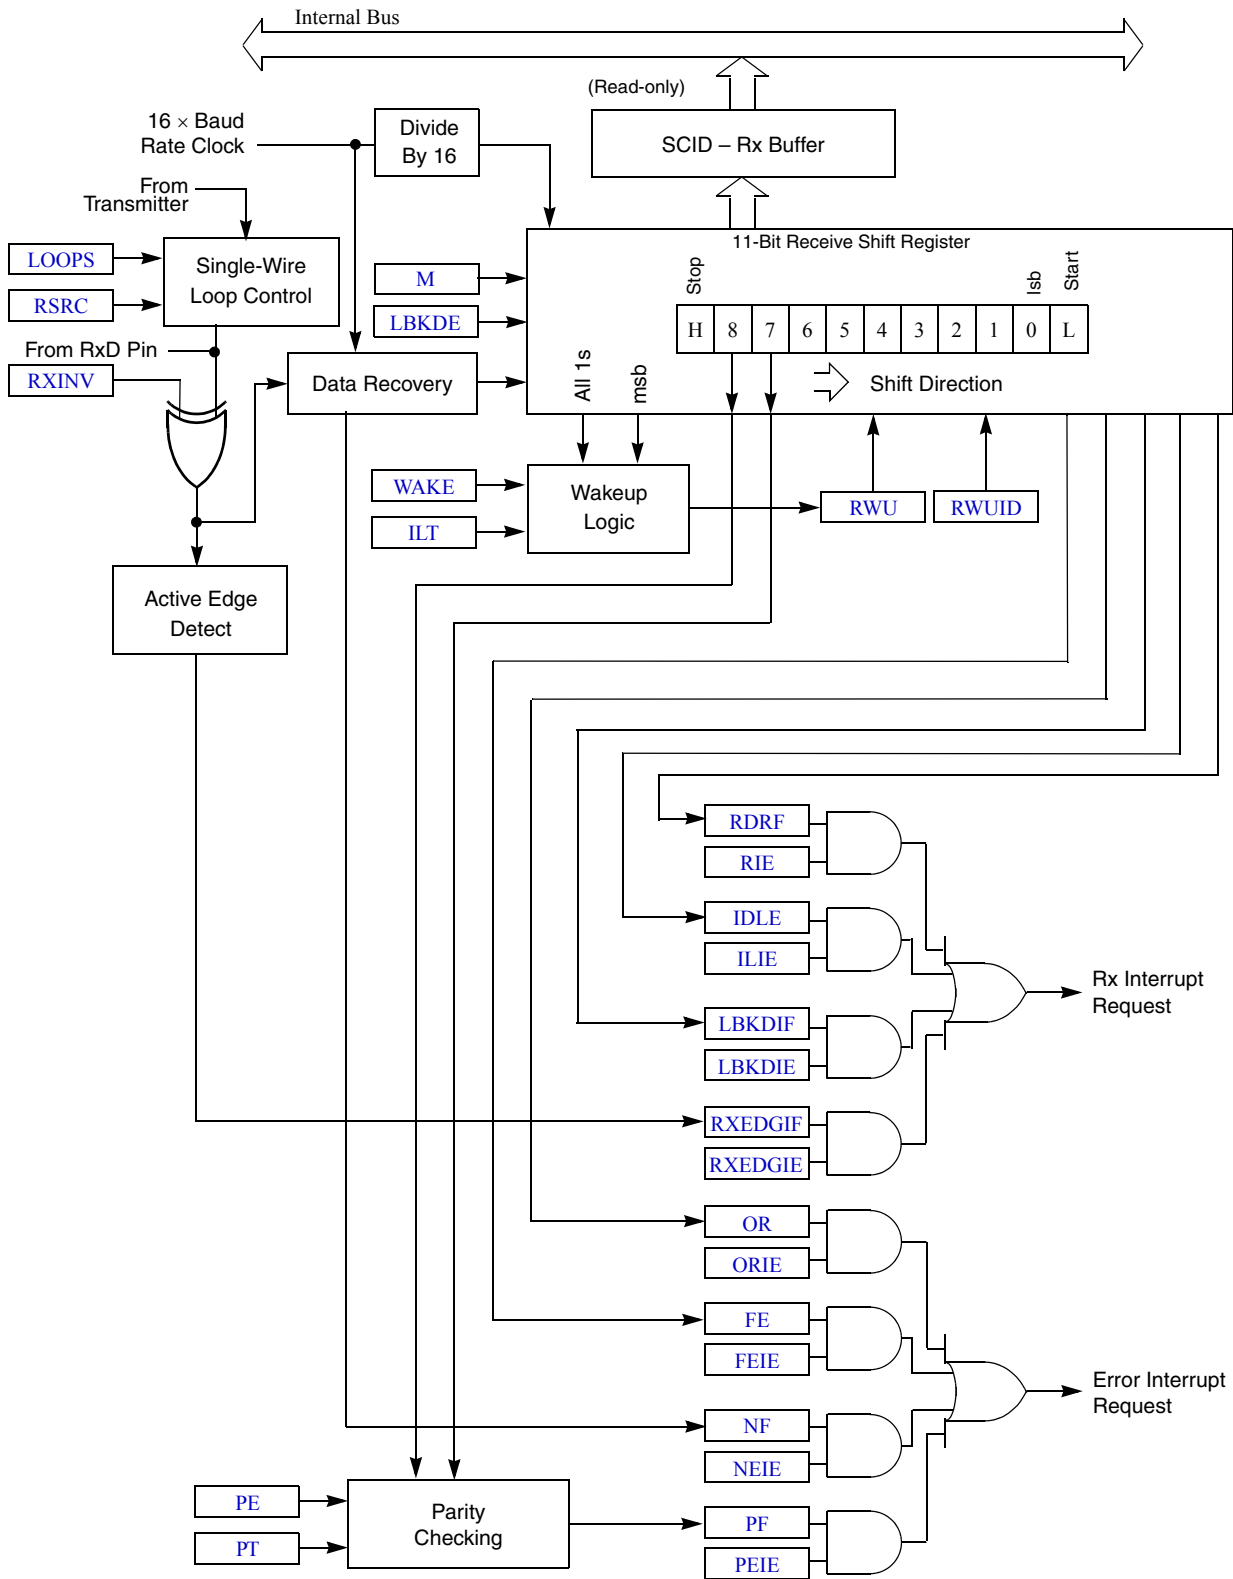 Internal Bus
(Read-only)
16 × Baud
Rate Clock
Divide
By 16
SCID – Rx Buffer
From
Transmitter
11-Bit Receive Shift Register
LOOPS
RSRC
Single-Wire
Loop Control
M
LBKDE
Stop
lsb
Start
H 8 7 6 5 4 3 2 1 0 L
From RxD Pin
RXINV
Data Recovery
All 1s
msb
Shift Direction
WAKE
ILT
Wakeup
Logic
RWU
RWUID
Active Edge
Detect
RDRF
RIE
IDLE
ILIE
Rx Interrupt
Request
LBKDIF
LBKDIE
RXEDGIF
RXEDGIE
OR
ORIE
FE
FEIE
Error Interrupt
Request
NF
NEIE
PE
PT
Parity
Checking
PF
PEIE